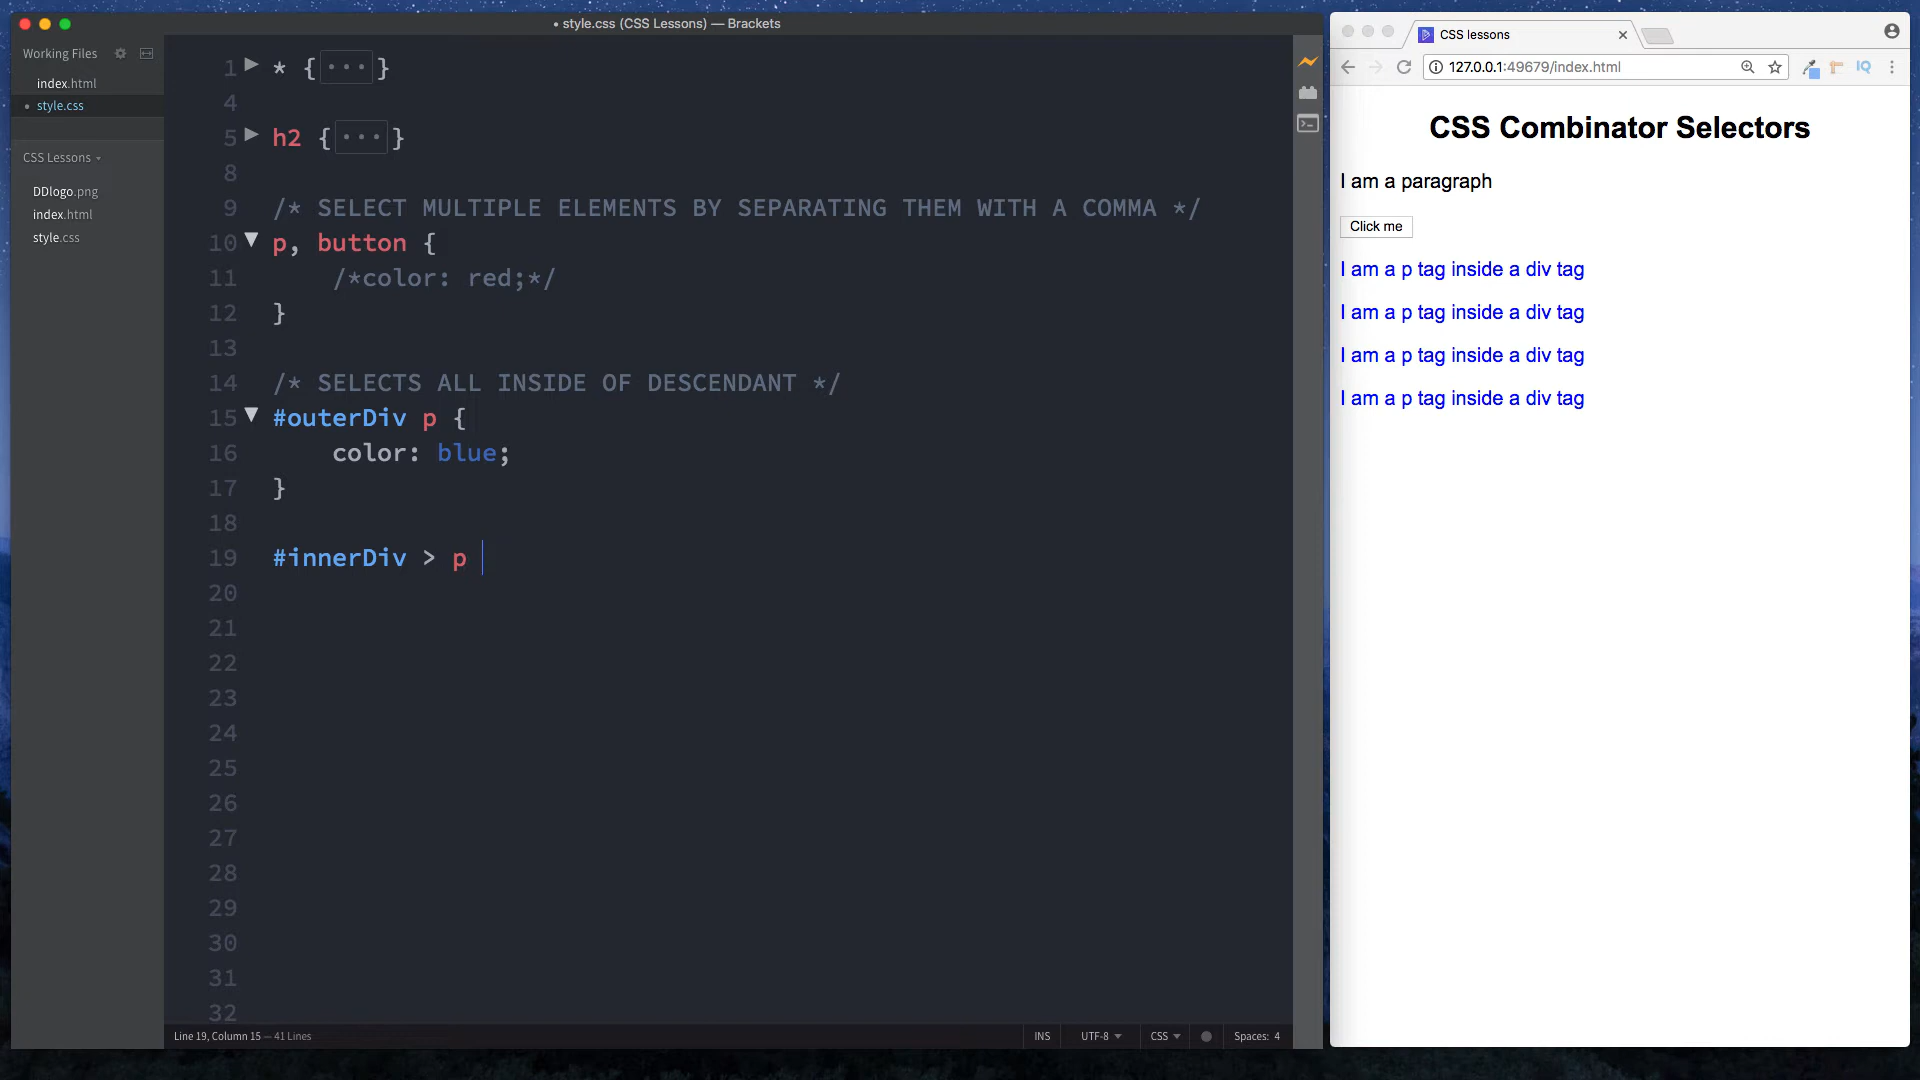 • style.css (CSS Lessons) — Brackets
Working Files
index.html
• style.css
CSS Lessons
DDlogo.png
index.html
style.css
1 * {···}
4
5 h2 {···}
8
9 /* SELECT MULTIPLE ELEMENTS BY SEPARATING THEM WITH A COMMA */
10 p, button {
11 /*color: red;*/
12 }
13
14 /* SELECTS ALL INSIDE OF DESCENDANT */
15 #outerDiv p {
16 color: blue;
17 }
18
19 #innerDiv > p
20
21
22
23
24
25
26
27
28
29
30
31
32
Line 19, Column 15 — 41 Lines
INS UTF-8 CSS Spaces: 4
CSS lessons
127.0.0.1:49679/index.html
IQ
CSS Combinator Selectors
I am a paragraph
Click me
I am a p tag inside a div tag
I am a p tag inside a div tag
I am a p tag inside a div tag
I am a p tag inside a div tag